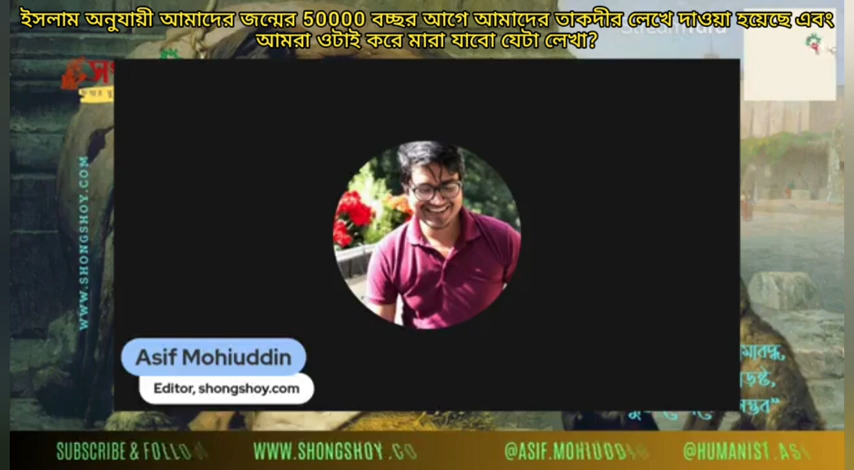 ইসলাম অনুযায়ী আমাদের জন্মের 50000 বচ্ছর আগে আমাদের তাকদীর লেখে দাওয়া হয়েছে এবং
আমরা ওটাই করে মারা যাবো যেটা লেখা?
WWW.SHONGSHOY.COM
Asif Mohiuddin
Editor, shongshoy.com
SUBSCRIBE & FOLLO
WWW.SHONGSHOY.CO
@ASIF.MOHIUDD
@HUMANIST.AS